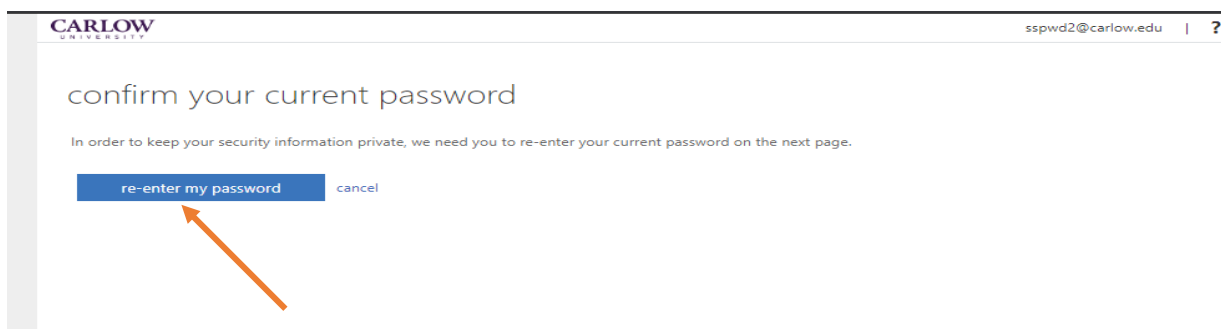 CARLOW
UNIVERSITY
sspwd2@carlow.edu | ?
confirm your current password
In order to keep your security information private, we need you to re-enter your current password on the next page.
re-enter my password cancel